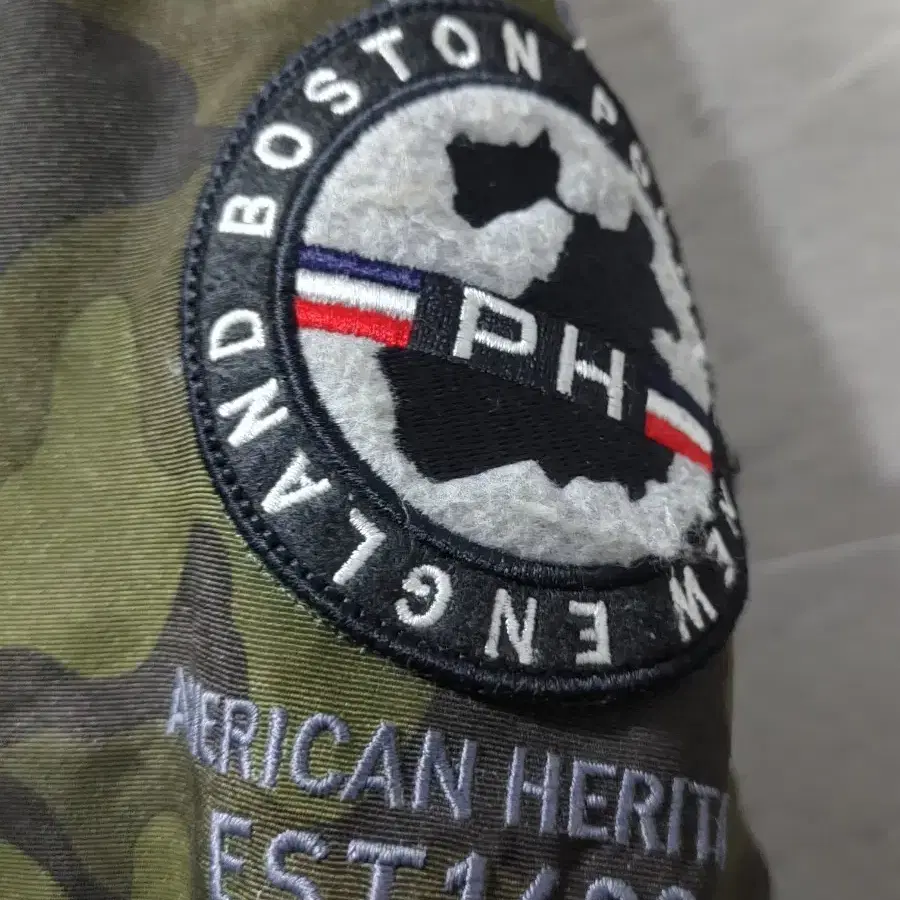 BOSTON
NEW ENGLAND
PH
AMERICAN HERIT
EST